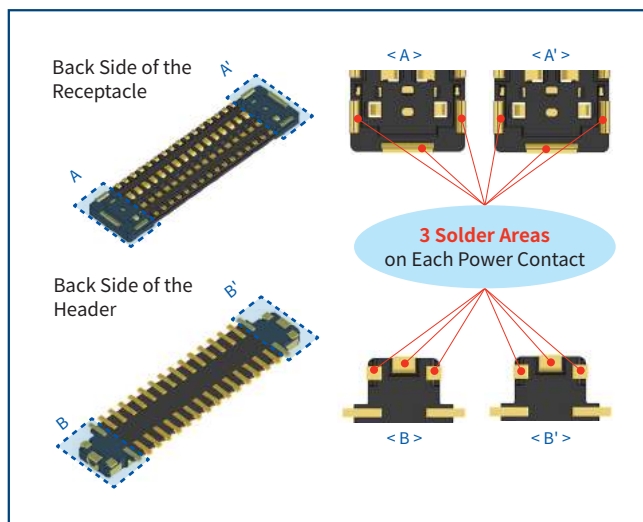 Back Side of the
Receptacle
A'
A
< A >
< A' >
3 Solder Areas
on Each Power Contact
Back Side of the
Header
B'
B
< B >
< B' >